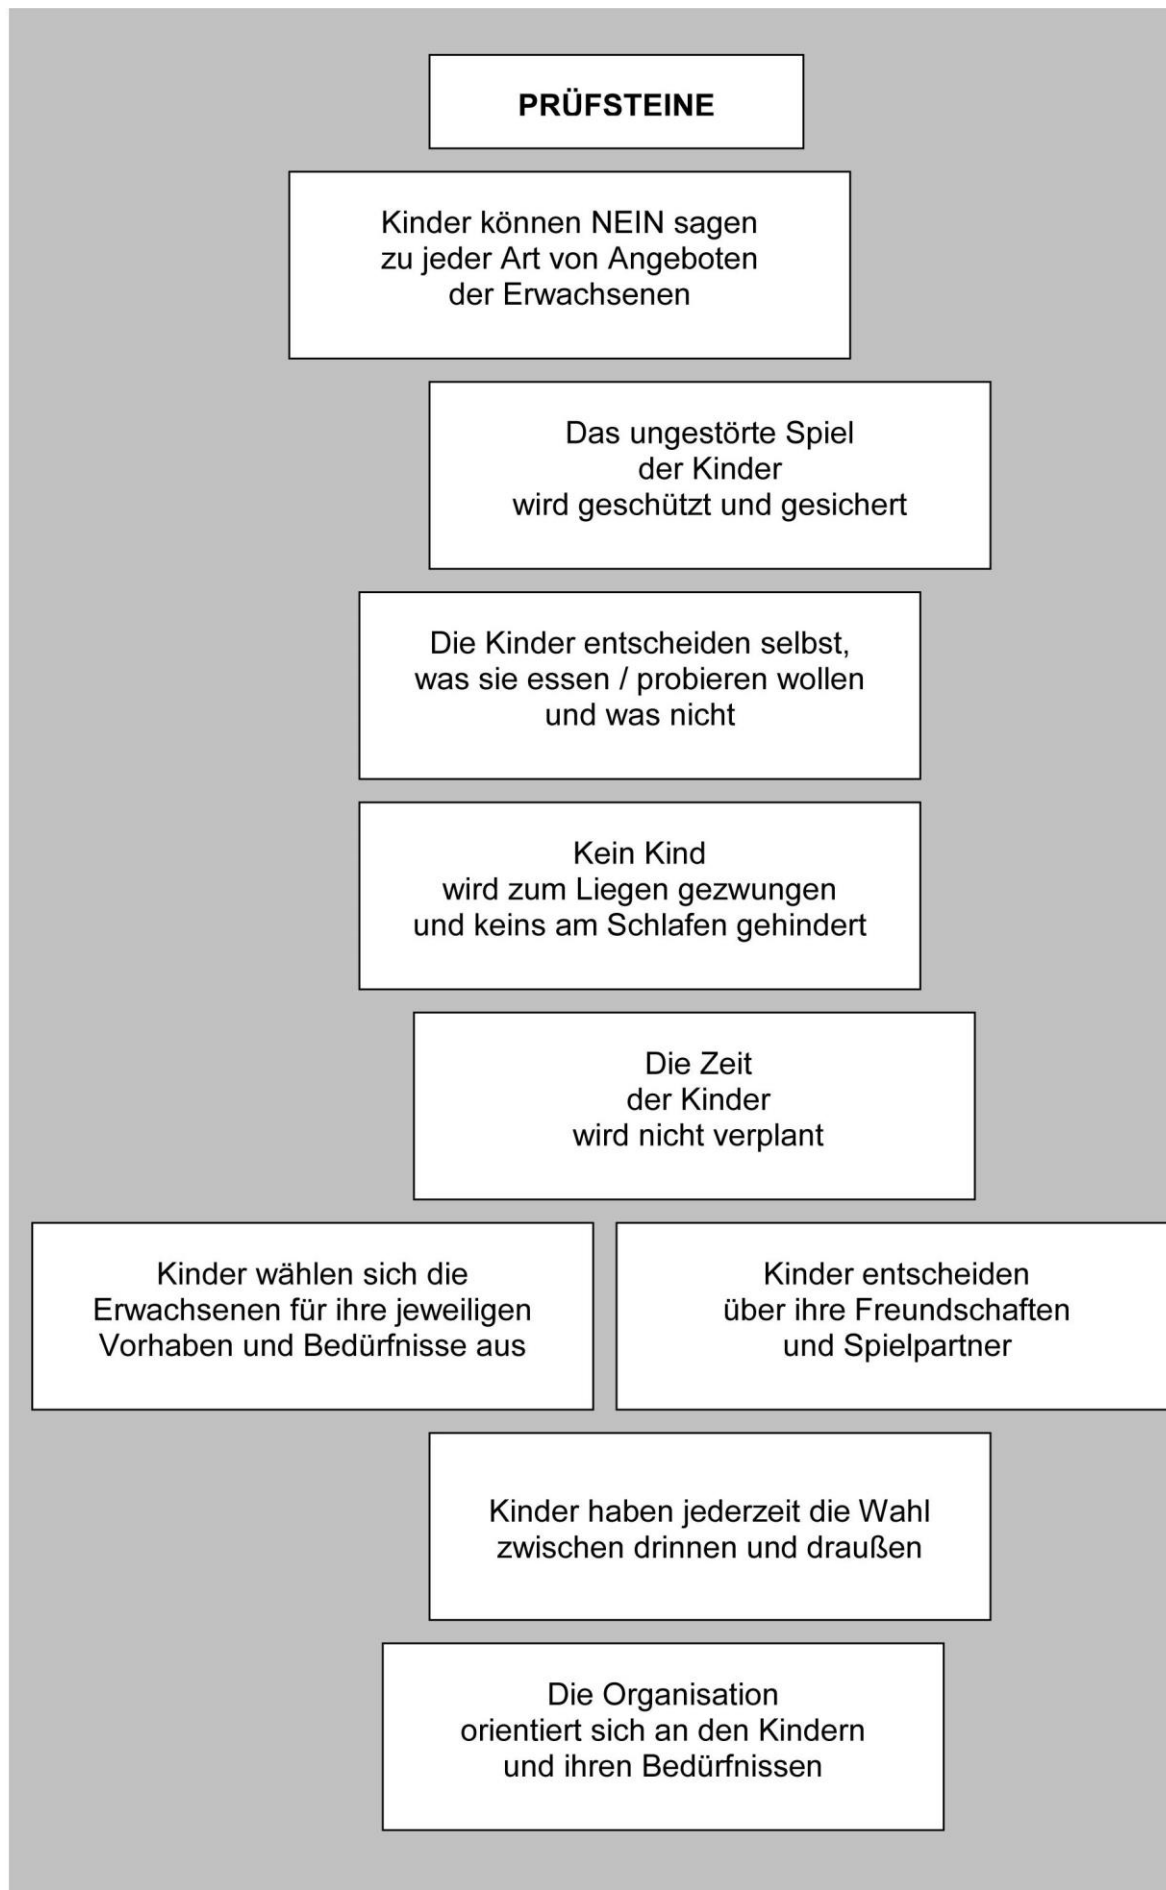 PRÜFSTEINE
Kinder können NEIN sagen
zu jeder Art von Angeboten
der Erwachsenen
Das ungestörte Spiel
der Kinder
wird geschützt und gesichert
Die Kinder entscheiden selbst,
was sie essen / probieren wollen
und was nicht
Kein Kind
wird zum Liegen gezwungen
und keins am Schlafen gehindert
Die Zeit
der Kinder
wird nicht verplant
Kinder wählen sich die
Erwachsenen für ihre jeweiligen
Vorhaben und Bedürfnisse aus
Kinder entscheiden
über ihre Freundschaften
und Spielpartner
Kinder haben jederzeit die Wahl
zwischen drinnen und draußen
Die Organisation
orientiert sich an den Kindern
und ihren Bedürfnissen